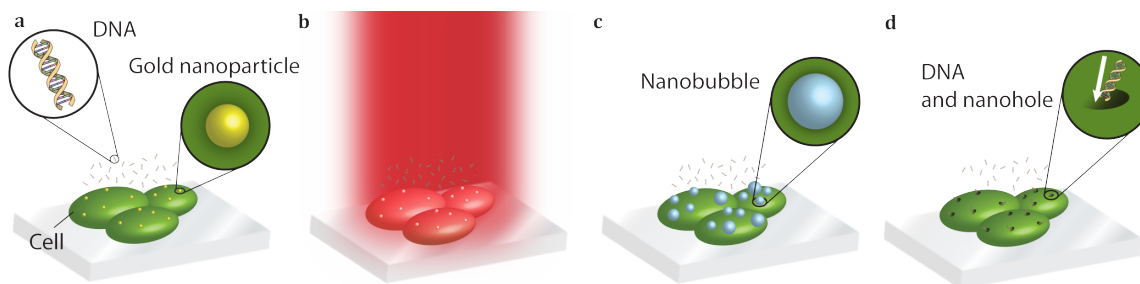 a
DNA
Gold nanoparticle
Cell
b
c
Nanobubble
d
DNA
and nanohole